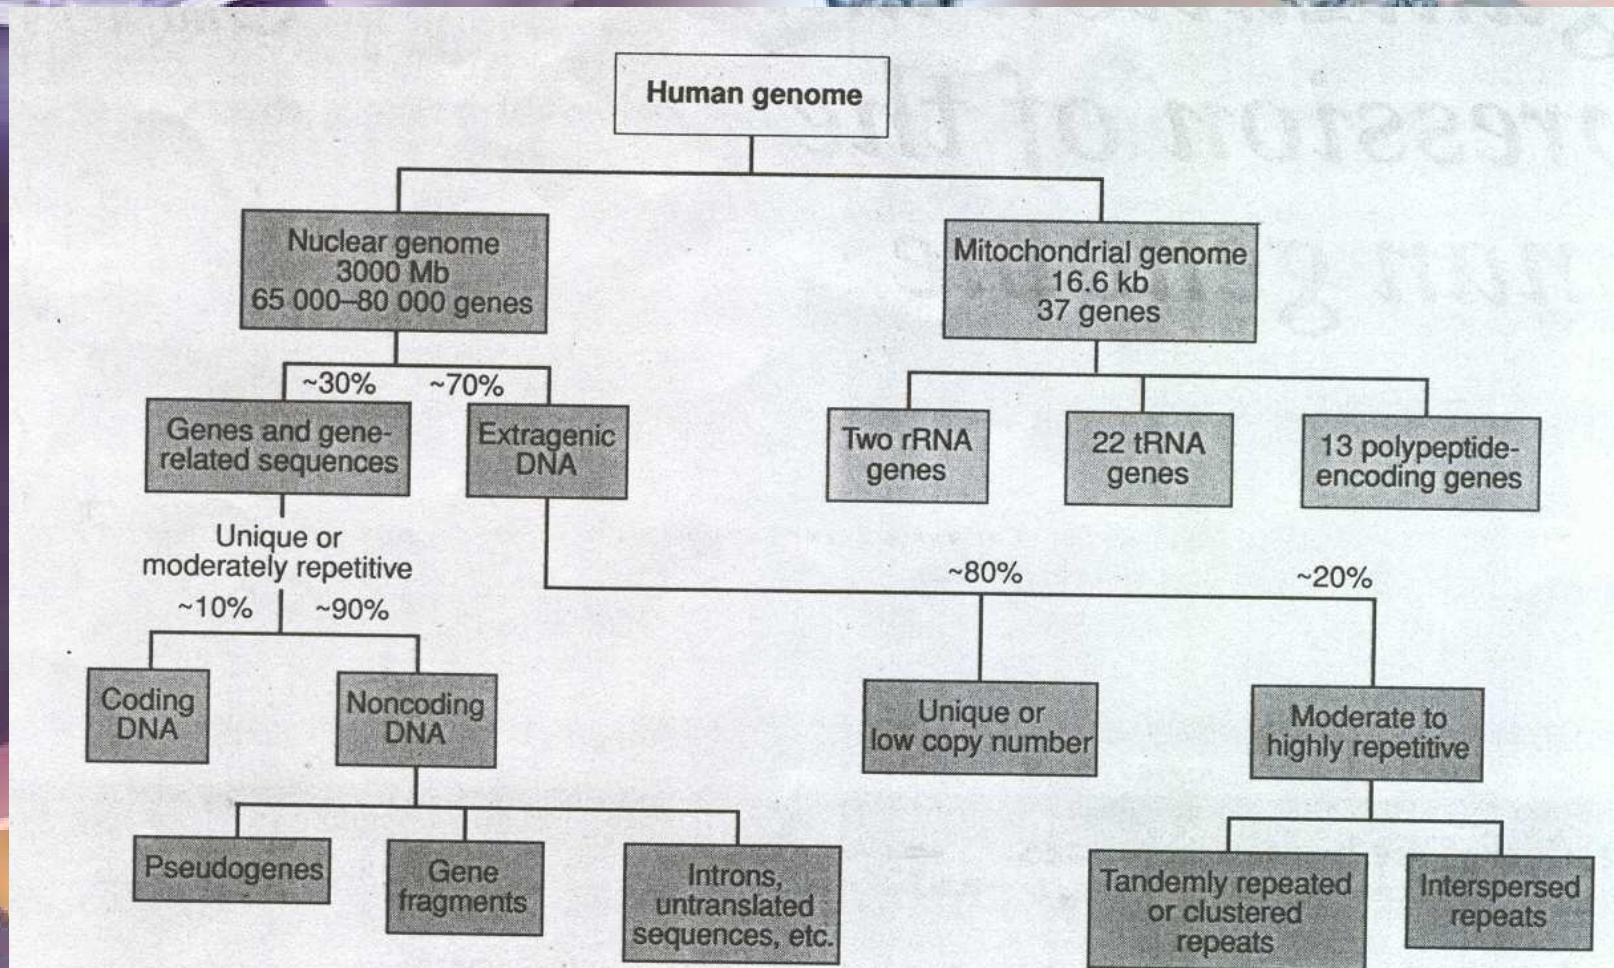 Human genome
Nuclear genome
3000 Mb
65 000–80 000 genes
Mitochondrial genome
16.6 kb
37 genes
~30%
~70%
Genes and gene-
related sequences
Extragenic
DNA
Two rRNA
genes
22 tRNA
genes
13 polypeptide-
encoding genes
Unique or
moderately repetitive
~10%
~90%
~80%
~20%
Coding
DNA
Noncoding
DNA
Unique or
low copy number
Moderate to
highly repetitive
Pseudogenes
Gene
fragments
Introns,
untranslated
sequences, etc.
Tandemly repeated
or clustered
repeats
Interspersed
repeats